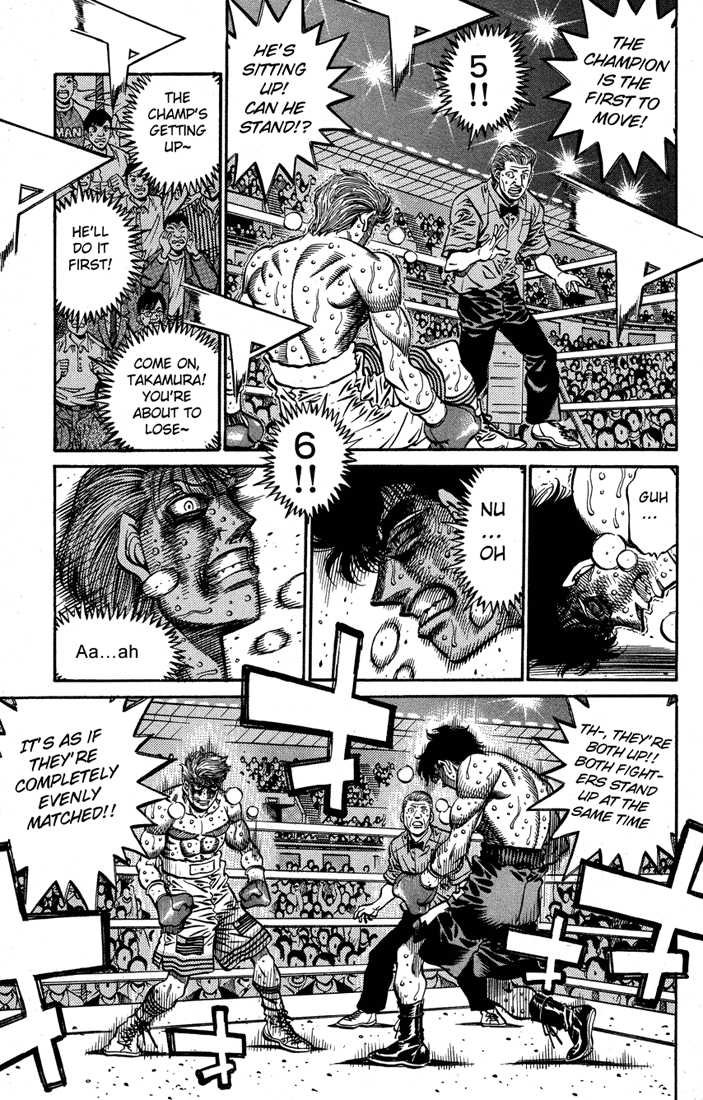 THE
CHAMPION
IS THE
FIRST TO
MOVE!
5
!!
HE'S
SITTING
UP!
CAN HE
STAND!?
THE
CHAMP'S
GETTING
UP~
MAN
HE'LL
DO IT
FIRST!
COME ON,
TAKAMURA!
YOU'RE
ABOUT TO
LOSE~
6
!!
GUH
...
NU
...
OH
Aa...ah
TH-, THEY'RE
BOTH UP!!
BOTH FIGHT-
ERS STAND
UP AT THE
SAME TIME
IT'S AS IF
THEY'RE
COMPLETELY
EVENLY
MATCHED!!